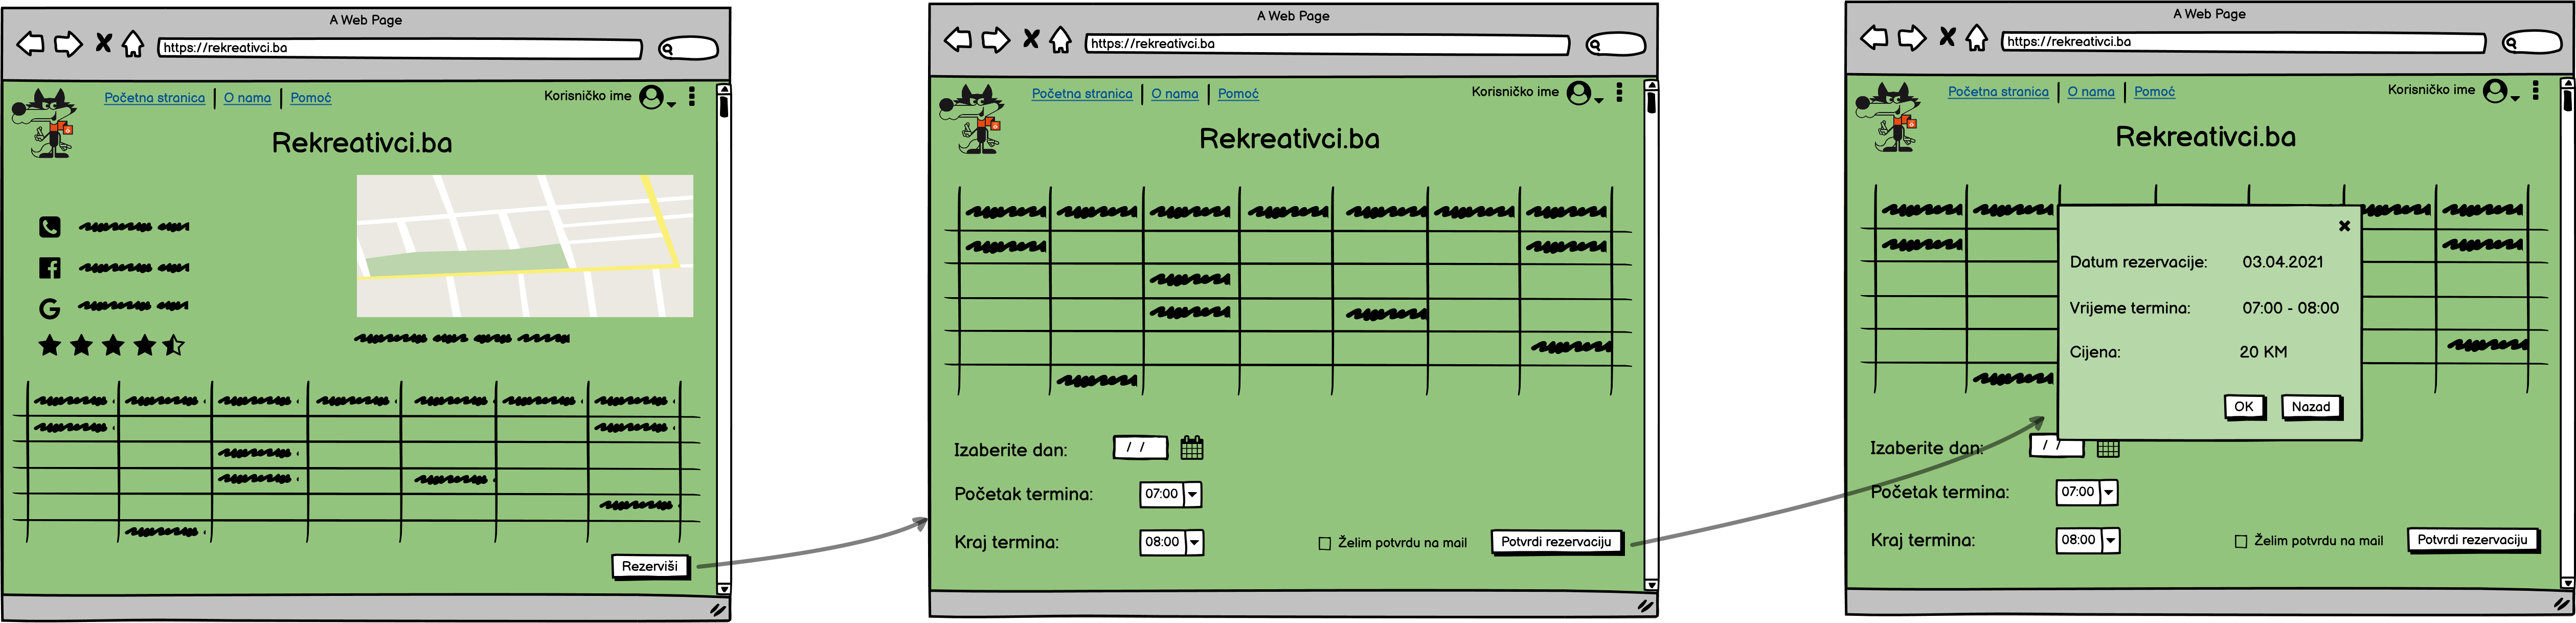 A Web Page
https://rekreativci.ba
Početna stranica | O nama | Pomoć
Korisničko ime
Rekreativci.ba
Rezerviši
A Web Page
https://rekreativci.ba
Početna stranica | O nama | Pomoć
Korisničko ime
Rekreativci.ba
Izaberite dan: / /
Početak termina: 07:00
Kraj termina: 08:00
Želim potvrdu na mail
Potvrdi rezervaciju
A Web Page
https://rekreativci.ba
Početna stranica | O nama | Pomoć
Korisničko ime
Rekreativci.ba
Datum rezervacije: 03.04.2021
Vrijeme termina: 07:00 - 08:00
Cijena: 20 KM
OK
Nazad
Izaberite dan: / /
Početak termina: 07:00
Kraj termina: 08:00
Želim potvrdu na mail
Potvrdi rezervaciju